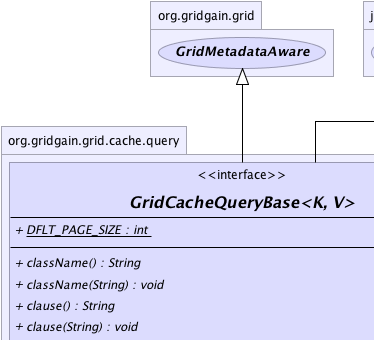 org.gridgain.grid
j
GridMetadataAware
org.gridgain.grid.cache.query
<<interface>>
GridCacheQueryBase<K, V>
+ DFLT_PAGE_SIZE : int
+ className() : String
+ className(String) : void
+ clause() : String
+ clause(String) : void